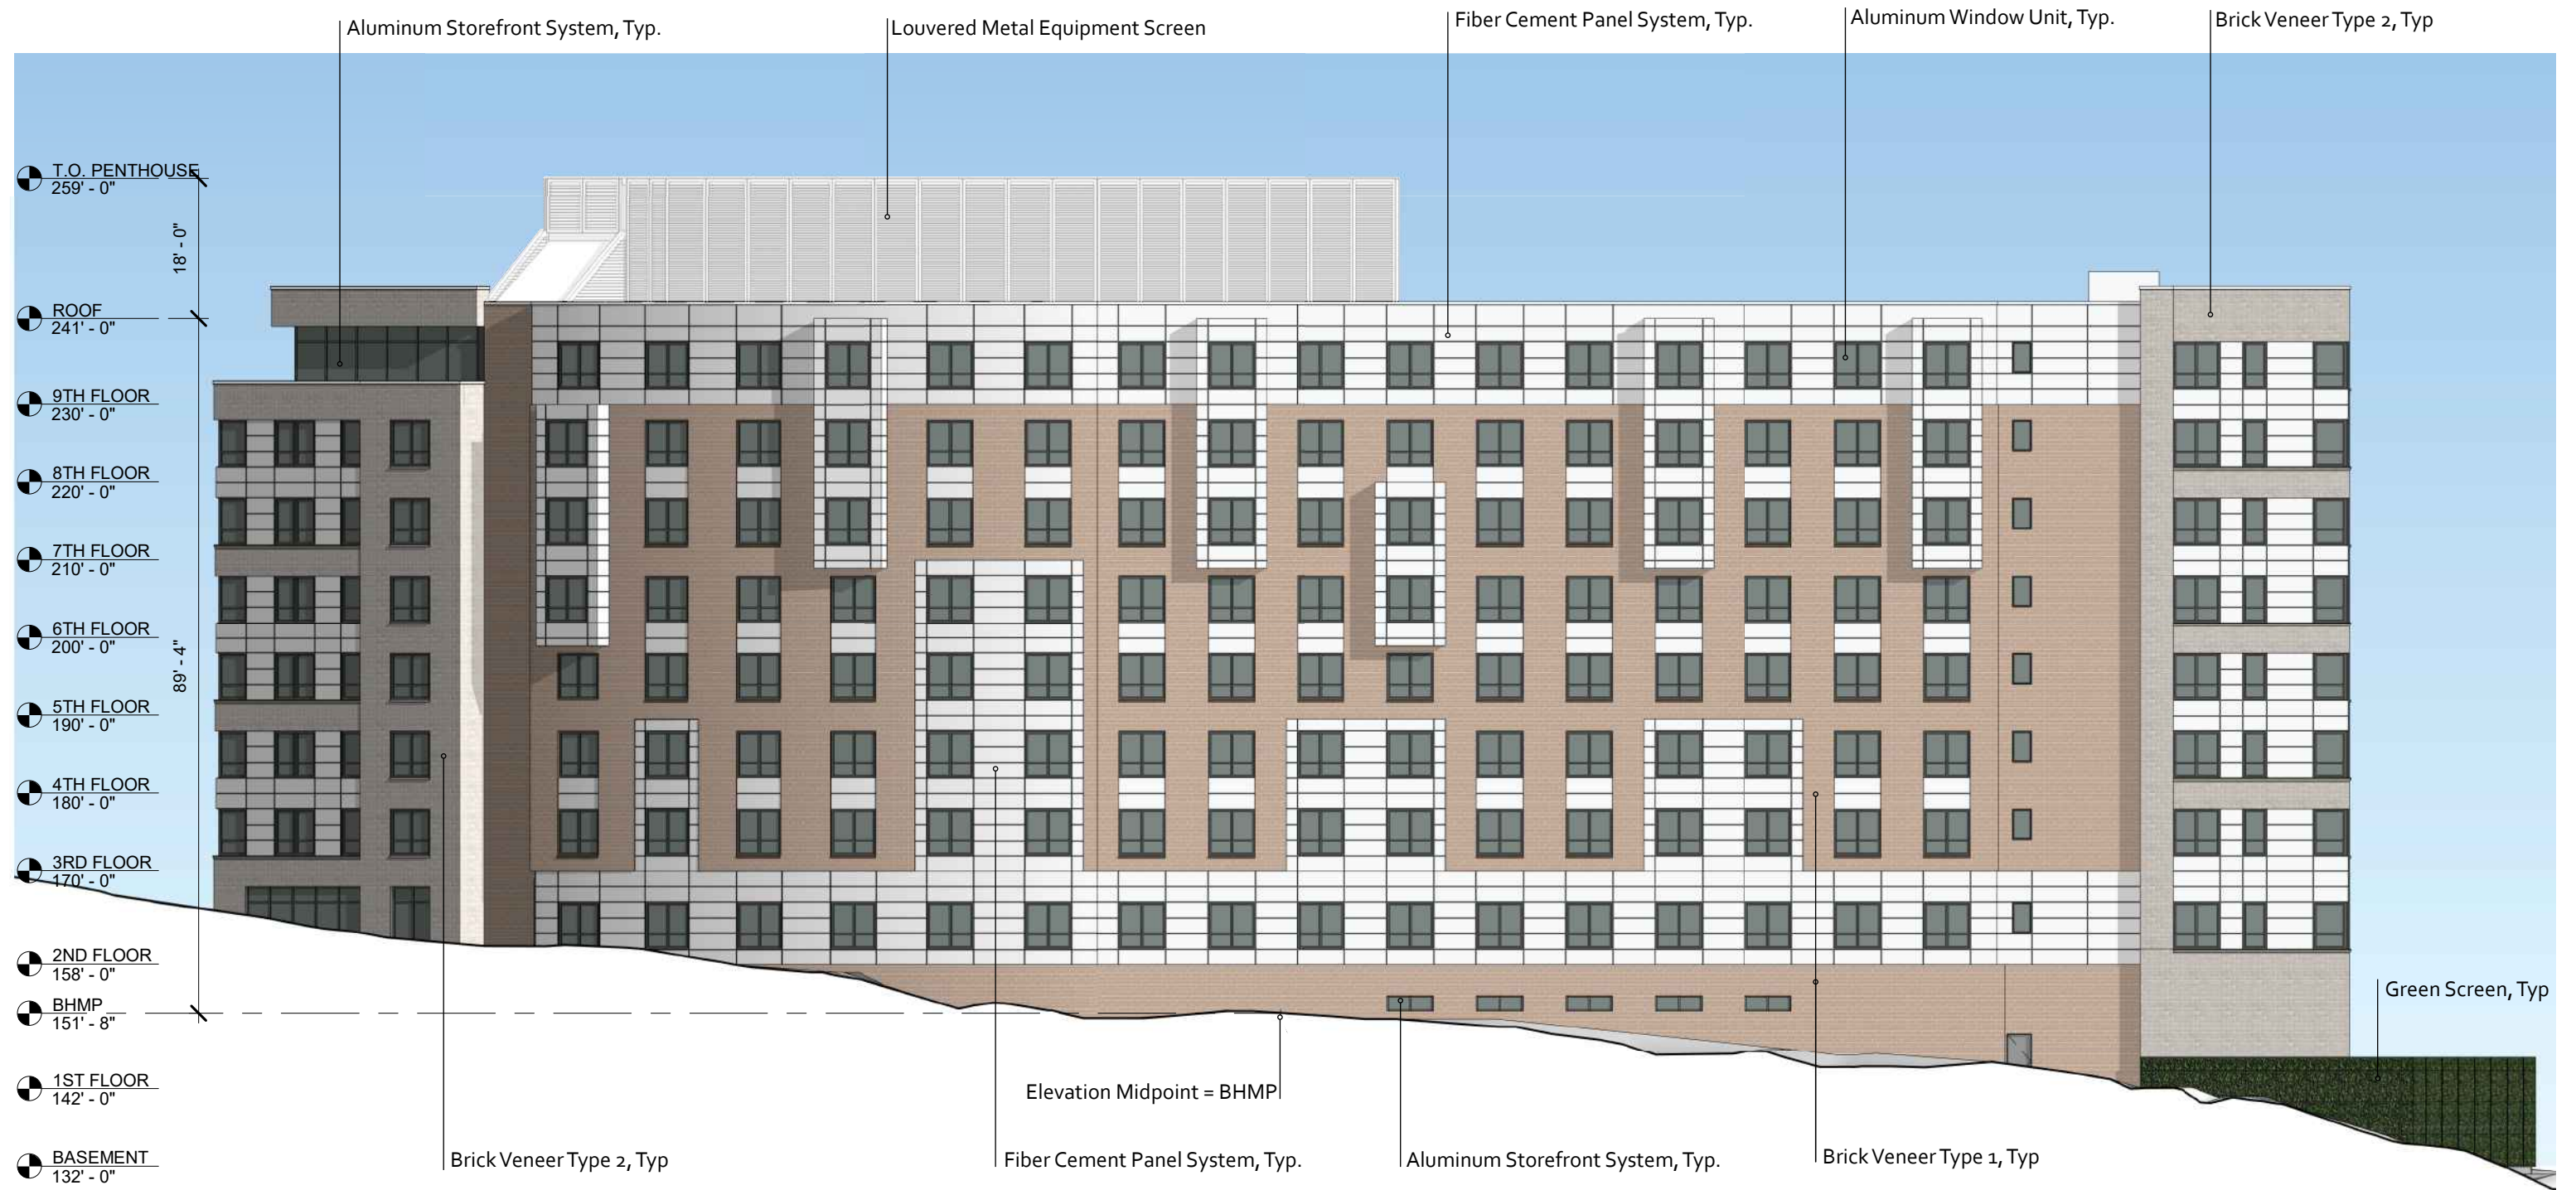 Aluminum Storefront System, Typ.
Louvered Metal Equipment Screen
Fiber Cement Panel System, Typ.
Aluminum Window Unit, Typ.
Brick Veneer Type 2, Typ
T.O. PENTHOUSE
259' - 0"
18' - 0"
ROOF
241' - 0"
9TH FLOOR
230' - 0"
8TH FLOOR
220' - 0"
7TH FLOOR
210' - 0"
6TH FLOOR
200' - 0"
89' - 4"
5TH FLOOR
190' - 0"
4TH FLOOR
180' - 0"
3RD FLOOR
170' - 0"
2ND FLOOR
158' - 0"
BHMP
151' - 8"
Green Screen, Typ
1ST FLOOR
142' - 0"
Elevation Midpoint = BHMP
BASEMENT
132' - 0"
Brick Veneer Type 2, Typ
Fiber Cement Panel System, Typ.
Aluminum Storefront System, Typ.
Brick Veneer Type 1, Typ